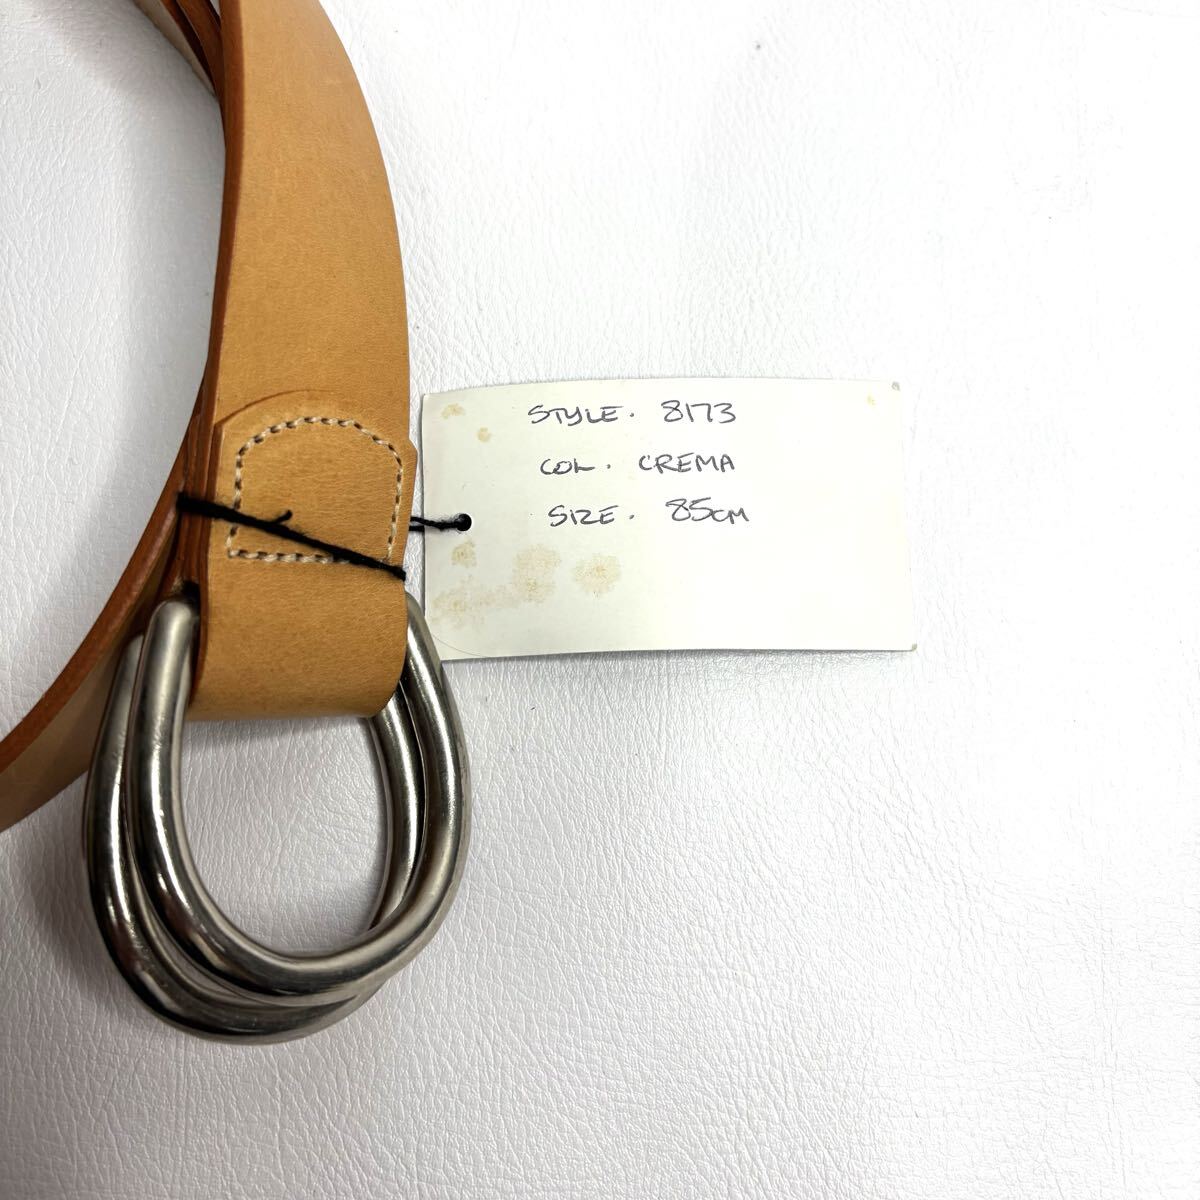 STYLE. 8173
COL. CREMA
SIZE. 85CM